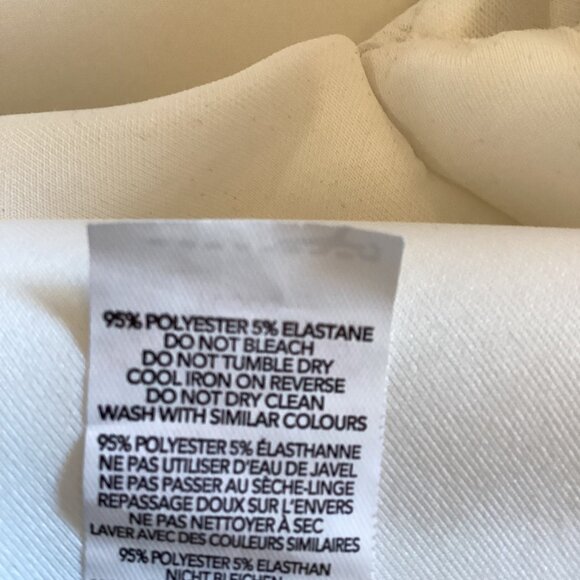 95% POLYESTER 5% ELASTANE
DO NOT BLEACH
DO NOT TUMBLE DRY
COOL IRON ON REVERSE
DO NOT DRY CLEAN
WASH WITH SIMILAR COLOURS
95% POLYESTER 5% ÉLASTHANNE
NE PAS UTILISER D'EAU DE JAVEL
NE PAS PASSER AU SÈCHE-LINGE
REPASSAGE DOUX SUR L'ENVERS
NE PAS NETTOYER À SEC
LAVER AVEC DES COULEURS SIMILAIRES
95% POLYESTER 5% ELASTHAN
NICHT BLEICHEN